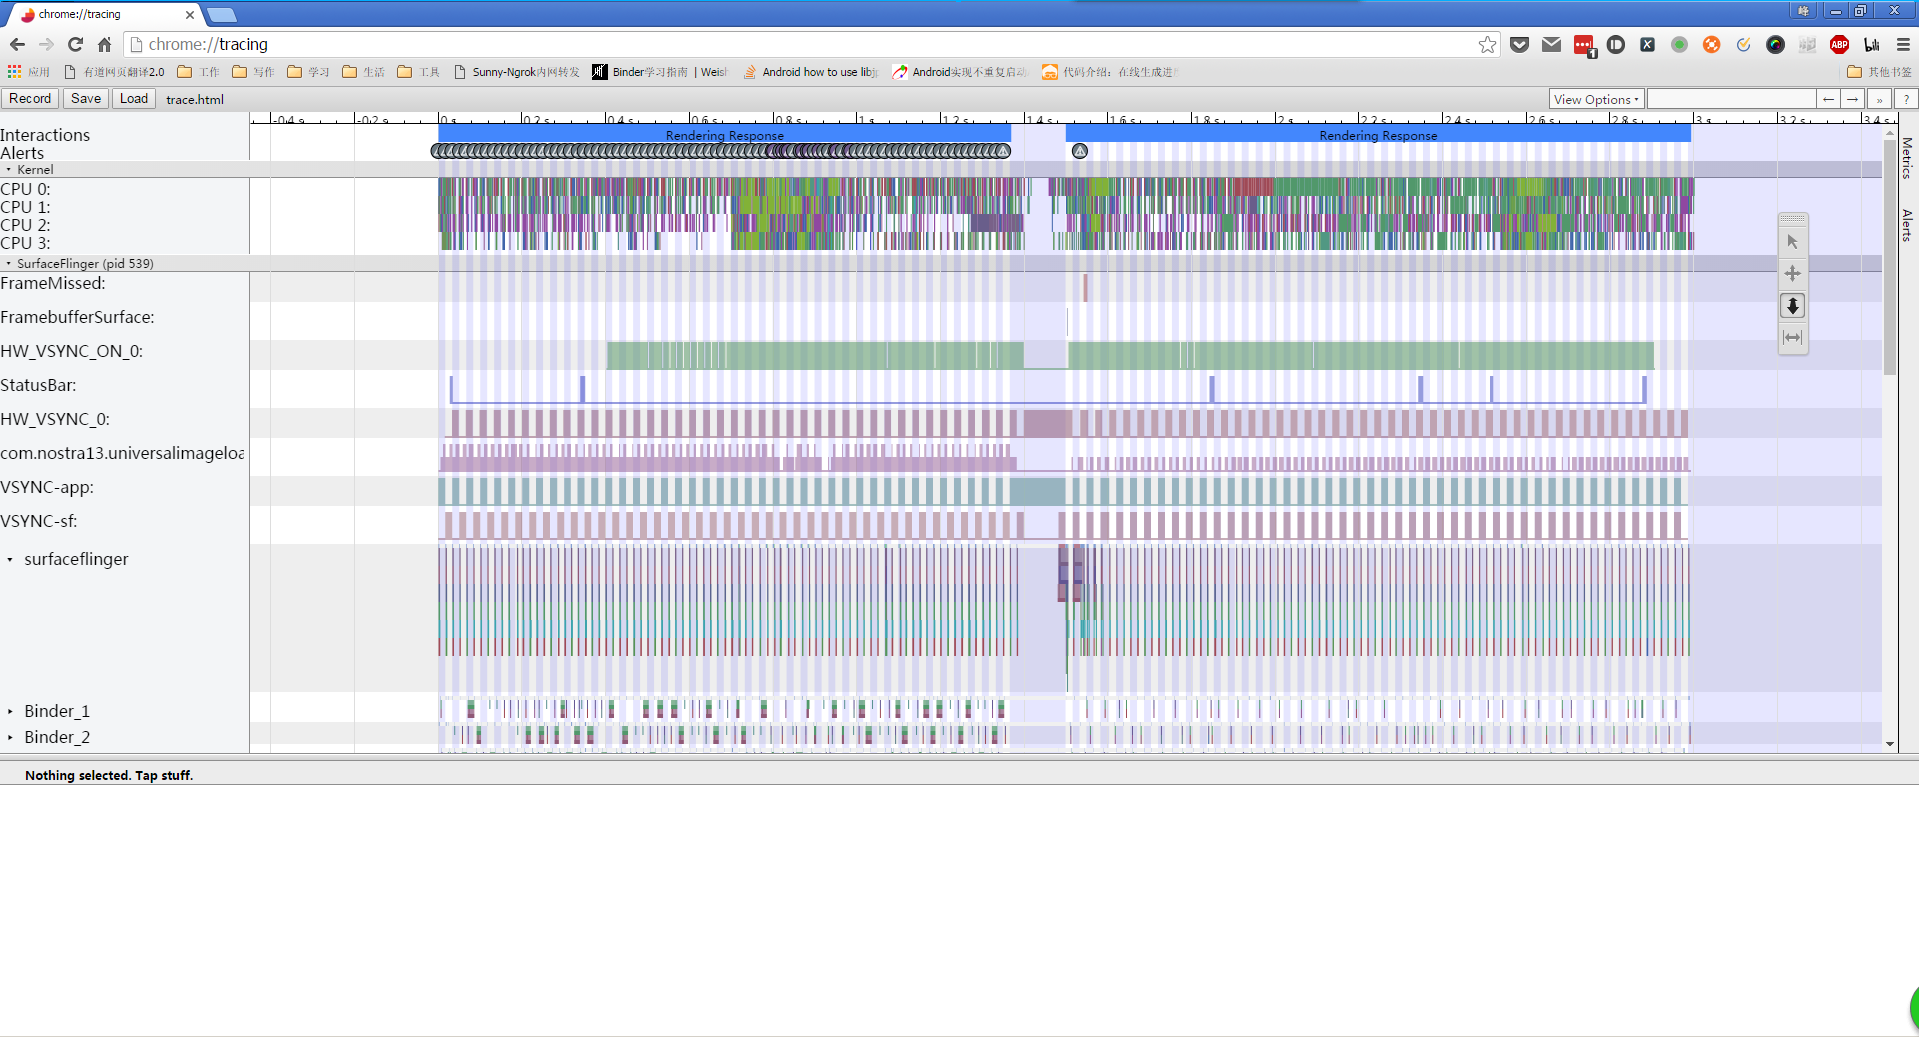 chrome://tracing
峰
chrome://tracing
1
ABP
应用 有道网页翻译2.0 工作 写作 学习 生活 工具 Sunny-Ngrok内网转发 Binder学习指南 | Weish Android how to use libj Android实现不重复启动 代码介绍：在线生成进 其他书签
Record Save Load trace.html View Options ← → » ?
-0.4 s -0.2 s 0 s 0.2 s 0.4 s 0.6 s 0.8 s 1 s 1.2 s 1.4 s 1.6 s 1.8 s 2 s 2.2 s 2.4 s 2.6 s 2.8 s 3 s 3.2 s 3.4 s
Interactions Rendering Response Rendering Response
Alerts
Kernel
CPU 0:
CPU 1:
CPU 2:
CPU 3:
SurfaceFlinger (pid 539)
FrameMissed:
FramebufferSurface:
HW_VSYNC_ON_0:
StatusBar:
HW_VSYNC_0:
com.nostra13.universalimageloa
VSYNC-app:
VSYNC-sf:
surfaceflinger
Binder_1
Binder_2
Metrics
Alerts
Nothing selected. Tap stuff.